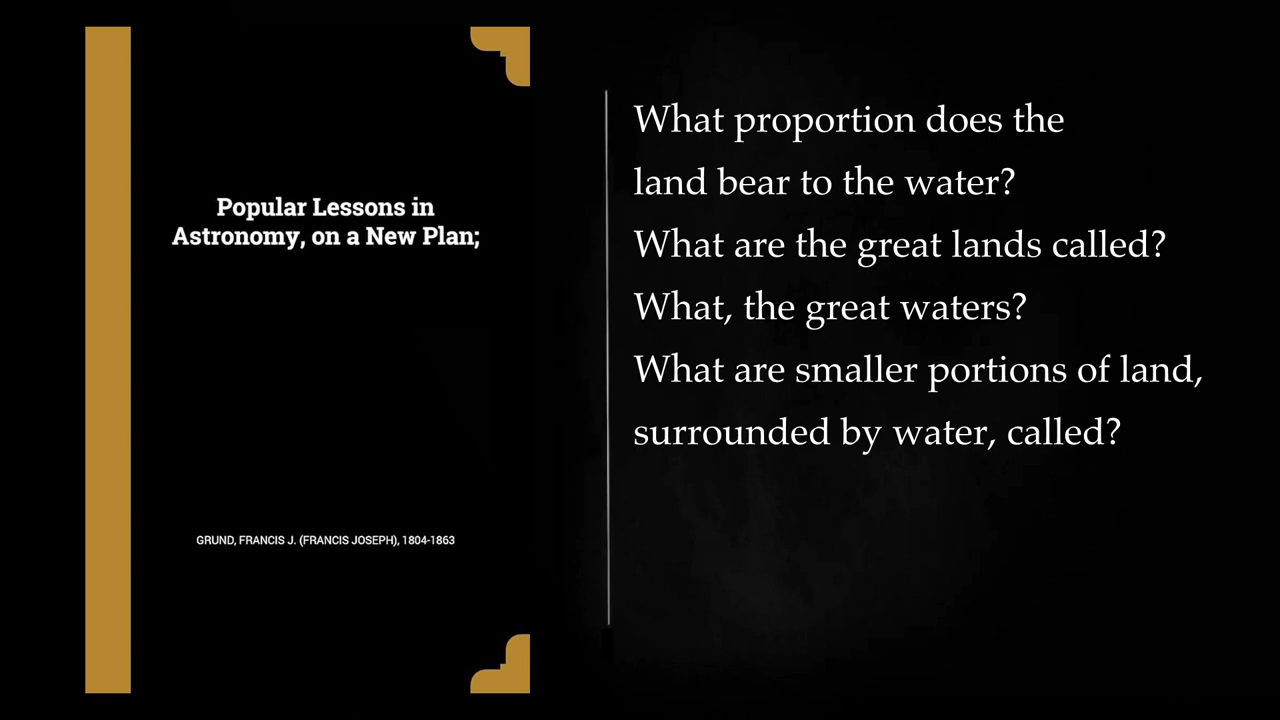 Popular Lessons in
Astronomy, on a New Plan;
GRUND, FRANCIS J. (FRANCIS JOSEPH), 1804-1863
What proportion does the
land bear to the water?
What are the great lands called?
What, the great waters?
What are smaller portions of land,
surrounded by water, called?